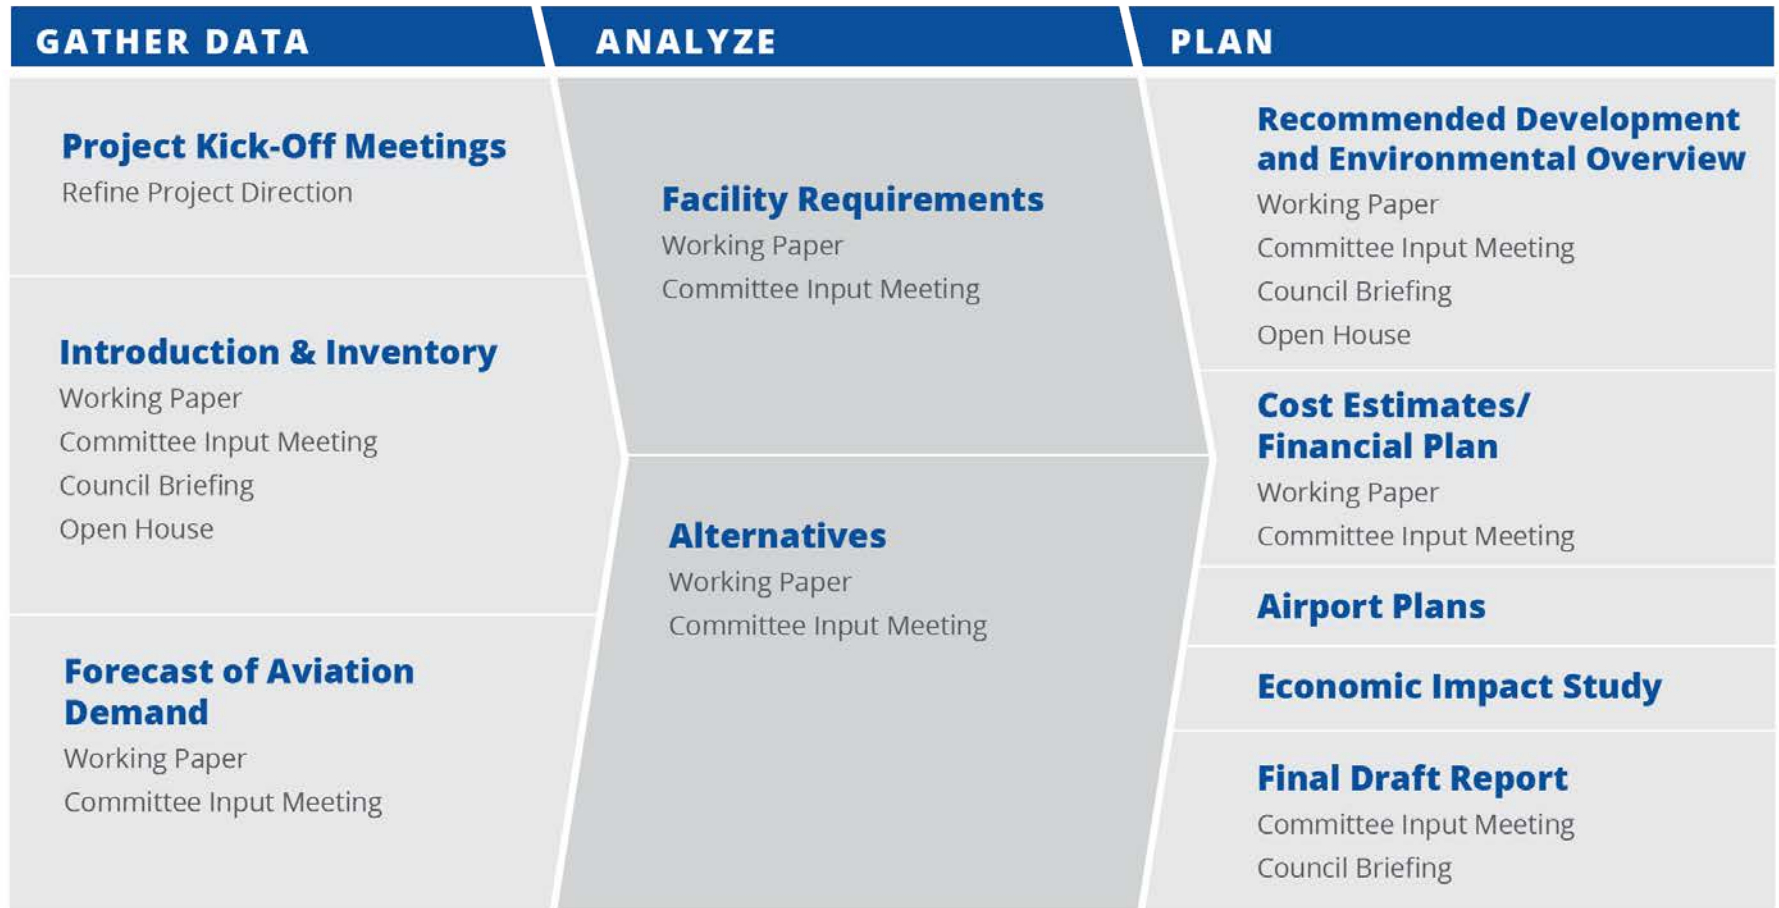 GATHER DATA
Project Kick-Off Meetings
Refine Project Direction
Introduction & Inventory
Working Paper
Committee Input Meeting
Council Briefing
Open House
Forecast of Aviation
Demand
Working Paper
Committee Input Meeting
ANALYZE
Facility Requirements
Working Paper
Committee Input Meeting
Alternatives
Working Paper
Committee Input Meeting
PLAN
Recommended Development
and Environmental Overview
Working Paper
Committee Input Meeting
Council Briefing
Open House
Cost Estimates/
Financial Plan
Working Paper
Committee Input Meeting
Airport Plans
Economic Impact Study
Final Draft Report
Committee Input Meeting
Council Briefing